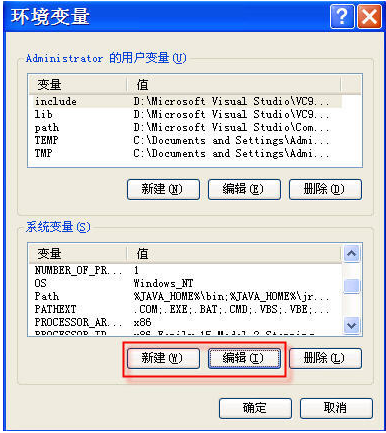 环境变量
Administrator 的用户变量(U)
变量 值
include D:\Microsoft Visual Studio\VC9...
lib D:\Microsoft Visual Studio\VC9...
path D:\Microsoft Visual Studio\Com...
TEMP C:\Documents and Settings\Admi...
TMP C:\Documents and Settings\Admi...
新建(N) 编辑(E) 删除(D)
系统变量(S)
变量 值
NUMBER_OF_PR... 1
OS Windows_NT
Path %JAVA_HOME%\bin;%JAVA_HOME%\jr...
PATHEXT .COM;.EXE;.BAT;.CMD;.VBS;.VBE;...
PROCESSOR_AR... x86
新建(W) 编辑(I) 删除(L)
确定 取消